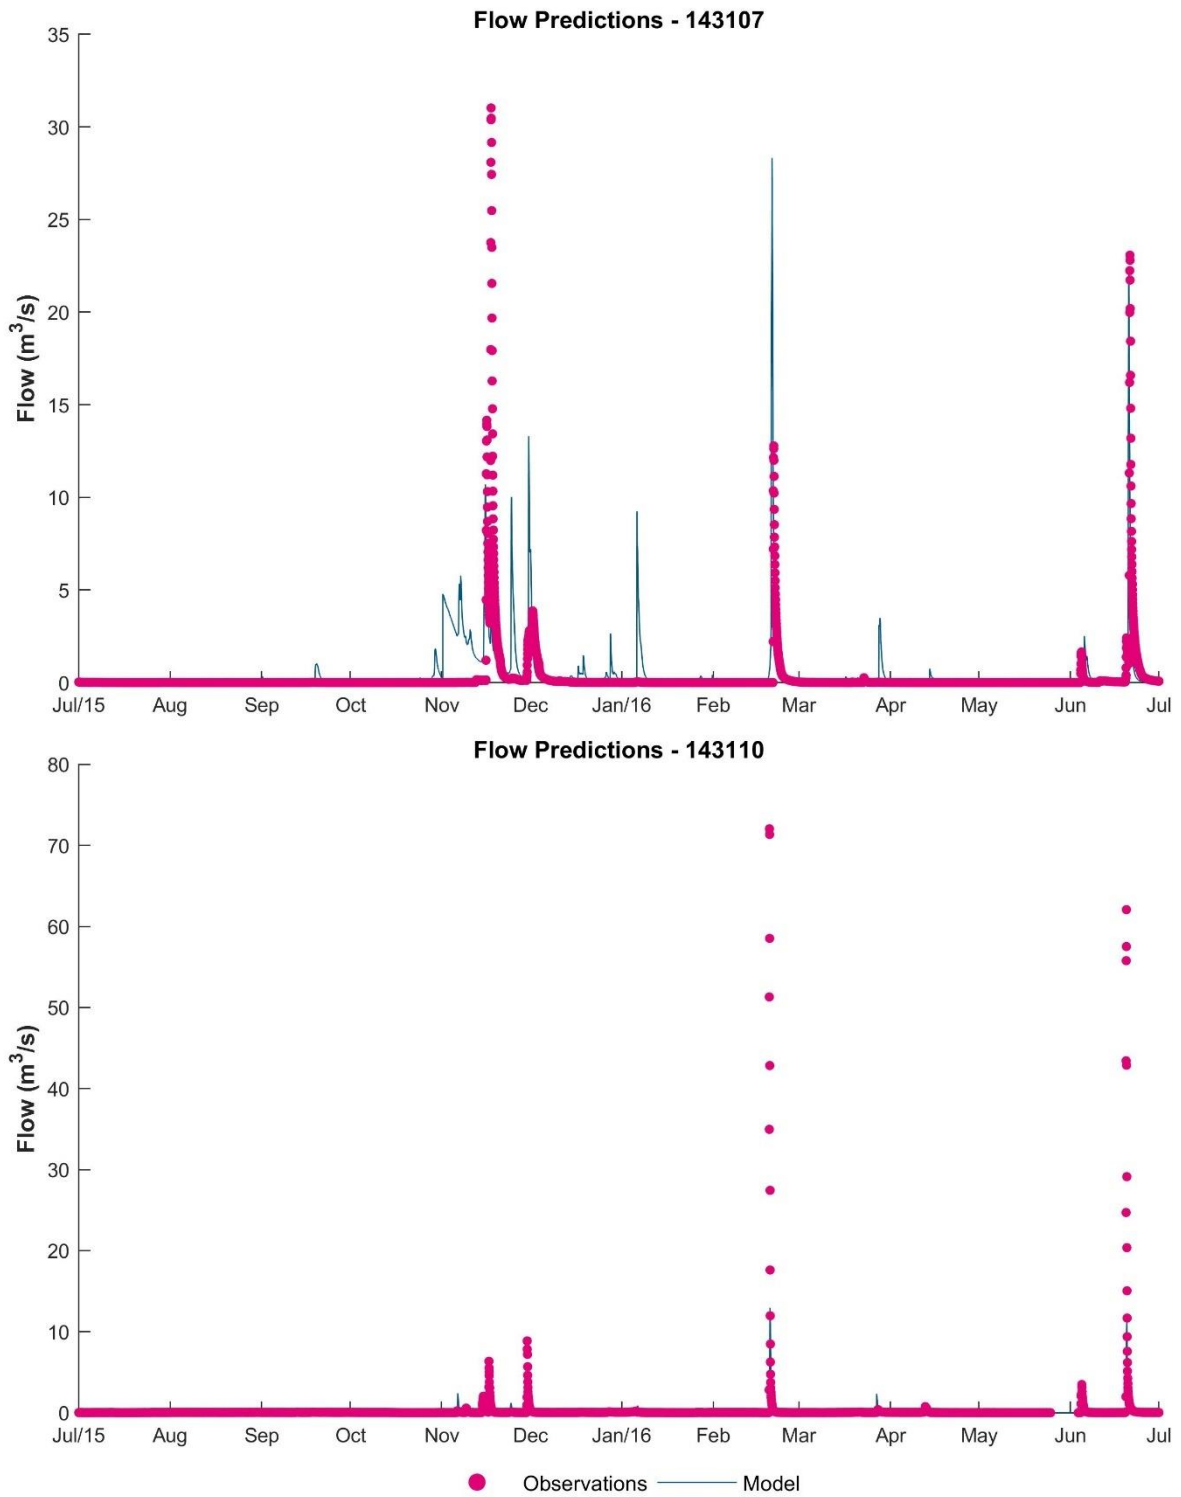 Flow Predictions - 143107
35
30
25
20
15
10
5
0
Flow (m³/s)
Jul/15 Aug Sep Oct Nov Dec Jan/16 Feb Mar Apr May Jun Jul
Flow Predictions - 143110
80
70
60
50
40
30
20
10
0
Flow (m³/s)
Jul/15 Aug Sep Oct Nov Dec Jan/16 Feb Mar Apr May Jun Jul
Observations Model